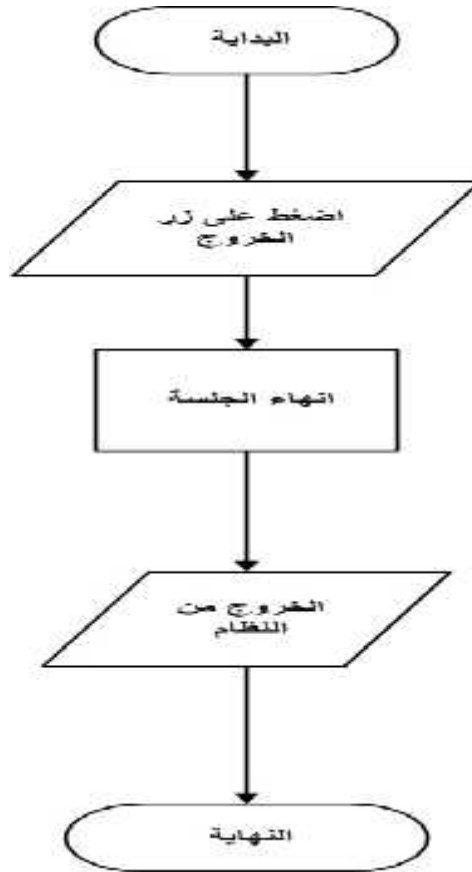 البداية
اضغط على زر
الخروج
انهاء الجلسة
الخروج من
النظام
النهاية